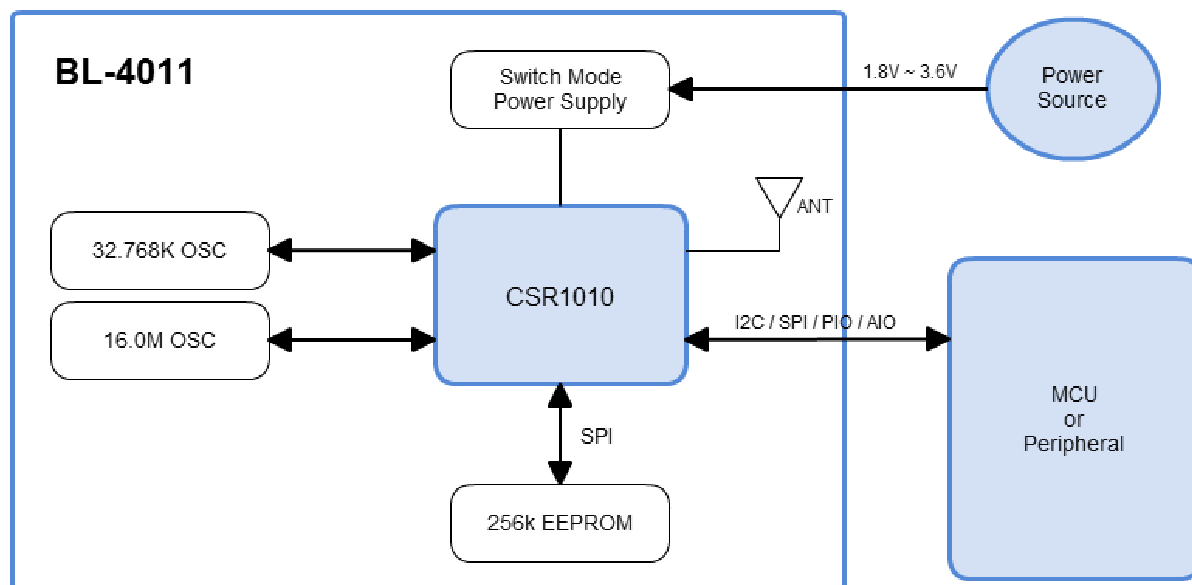 BL-4011
Switch Mode
Power Supply
1.8V ~ 3.6V
Power
Source
ANT
32.768K OSC
16.0M OSC
CSR1010
I2C / SPI / PIO / AIO
MCU
or
Peripheral
SPI
256k EEPROM